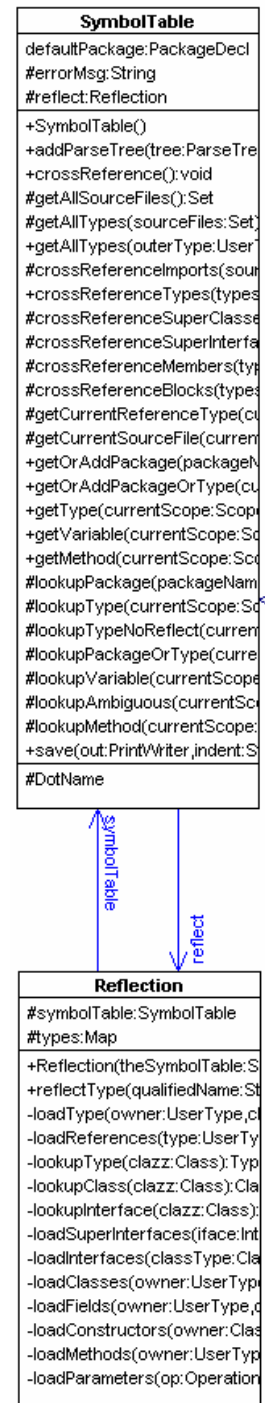 SymbolTable
defaultPackage:PackageDecl
#errorMsg:String
#reflect:Reflection
+SymbolTable()
+addParseTree(tree:ParseTre
+crossReference():void
#getAllSourceFiles():Set
#getAllTypes(sourceFiles:Set)
+getAllTypes(outerType:UserT
#crossReferenceImports(sour
+crossReferenceTypes(types
#crossReferenceSuperClasse
#crossReferenceSuperInterfa
#crossReferenceMembers(typ
#crossReferenceBlocks(types
#getCurrentReferenceType(cu
#getCurrentSourceFile(curren
+getOrAddPackage(packageN
+getOrAddPackageOrType(cu
+getType(currentScope:Scop
+getVariable(currentScope:Sc
+getMethod(currentScope:Sco
#lookupPackage(packageNam
#lookupType(currentScope:Sc
#lookupTypeNoReflect(curren
#lookupPackageOrType(curre
#lookupVariable(currentScope
#lookupAmbiguous(currentSco
#lookupMethod(currentScope:
+save(out:PrintWriter,indent:S
#DotName
symbolTable
reflect
Reflection
#symbolTable:SymbolTable
#types:Map
+Reflection(theSymbolTable:S
+reflectType(qualifiedName:St
-loadType(owner:UserType,cl
-loadReferences(type:UserTy
-lookupType(clazz:Class):Typ
-lookupClass(clazz:Class):Cla
-lookupInterface(clazz:Class):
-loadSuperInterfaces(iface:Int
-loadInterfaces(classType:Cla
-loadClasses(owner:UserType
-loadFields(owner:UserType,c
-loadConstructors(owner:Clas
-loadMethods(owner:UserTyp
-loadParameters(op:Operation